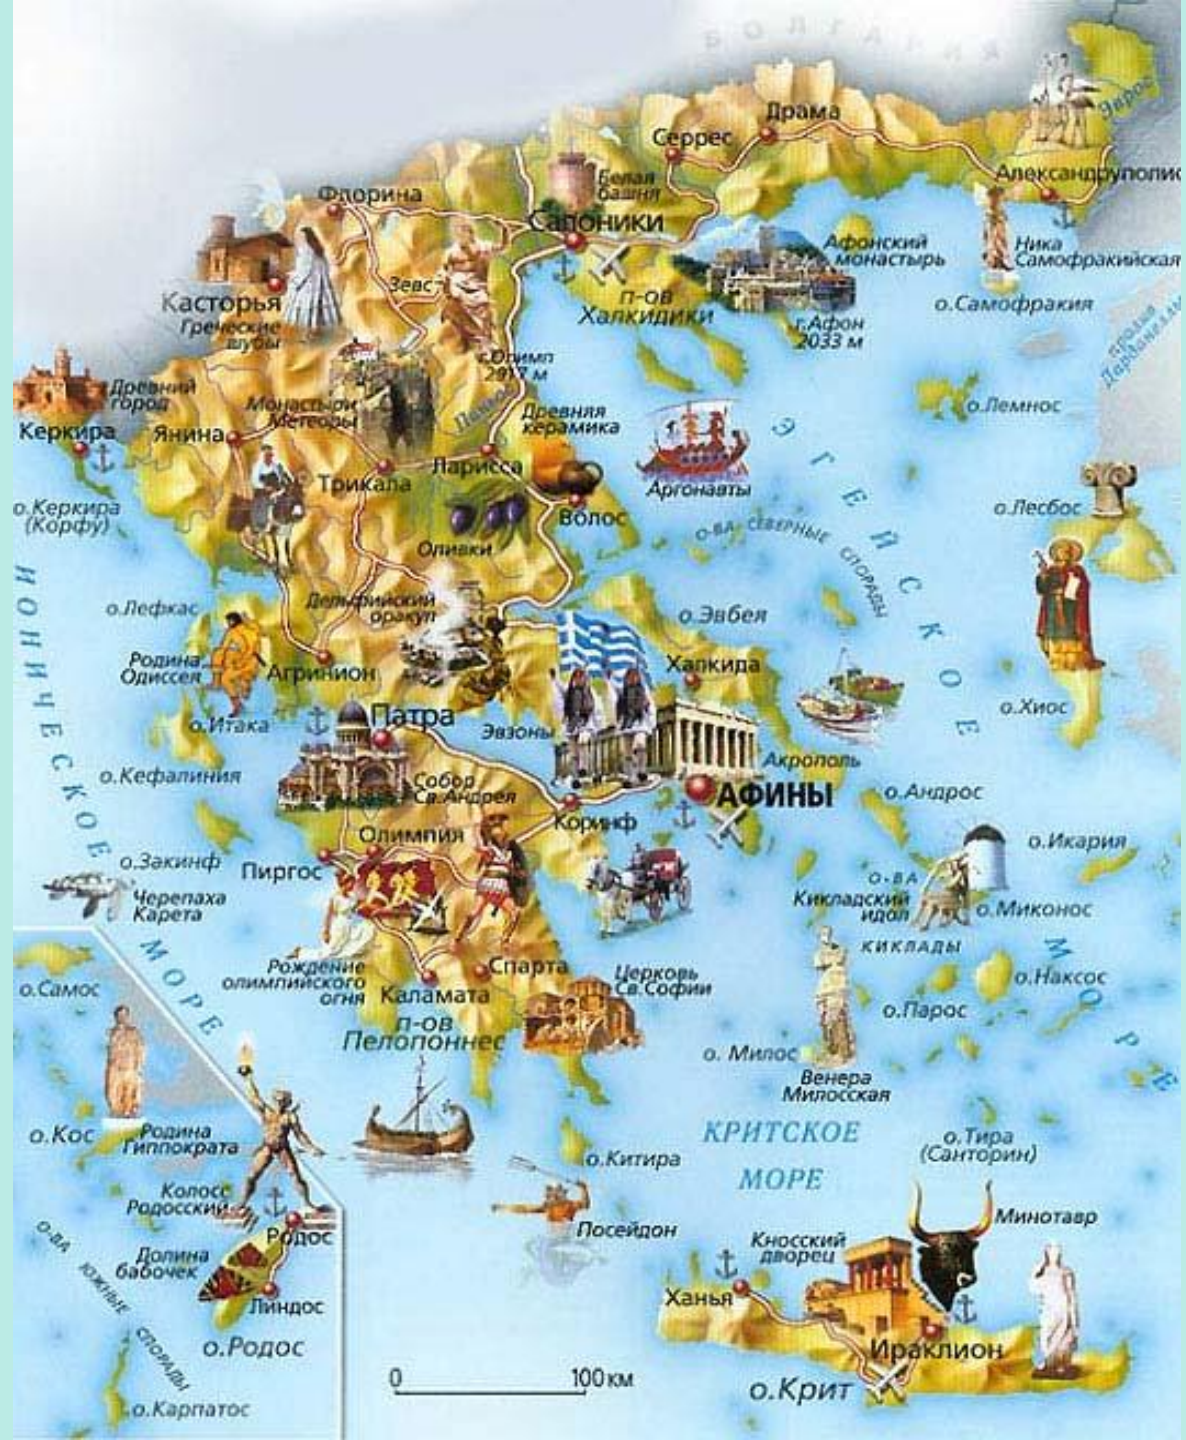 БОЛГАРИЯ
Эврос
Драма
Серрес
Александруполис
Белая
башня
Флорина
Салоники
Афонский
монастырь
Ника
Самофракийская
Зевс
Касторья
Греческие
шубы
п-ов
Халкидики
о.Самофракия
г.Афон
2033 м
пролив
Дарданеллы
г.Олимп
2917 м
Древний
город
Монастыри
Метеоры
Древняя
керамика
о.Лемнос
Керкира
Янина
Ларисса
Трикала
Аргонавты
о.Керкира
(Корфу)
Волос
о.Лесбос
Оливки
О-ВА СЕВЕРНЫЕ СПОРАДЫ
ЭГЕЙСКОЕ МОРЕ
ИОНИЧЕСКОЕ МОРЕ
о.Лефкас
Дельфийский
оракул
о.Эвбея
Родина
Одиссея
Агринион
Халкида
о.Итака
Патра
Эвзоны
о.Хиос
о.Кефалиния
Собор
Св.Андрея
Акрополь
АФИНЫ
о.Андрос
Олимпия
Коринф
о.Закинф
Пиргос
о.Икария
Черепаха
Карета
О-ВА
Кикладский
идол
о.Миконос
КИКЛАДЫ
Рождение
олимпийского
огня
Спарта
Каламата
Церковь
Св.Софии
о.Наксос
о.Самос
о.Парос
п-ов
Пелопоннес
о. Милос
Венера
Милосская
о.Кос
Родина
Гиппократа
КРИТСКОЕ
МОРЕ
о.Тира
(Санторин)
о.Китира
Колосс
Родосский
Посейдон
Минотавр
Родос
Кносский
дворец
Долина
бабочек
О-ВА ЮЖНЫЕ СПОРАДЫ
Линдос
Ханья
о.Родос
Ираклион
0 100 км
о.Крит
о.Карпатос